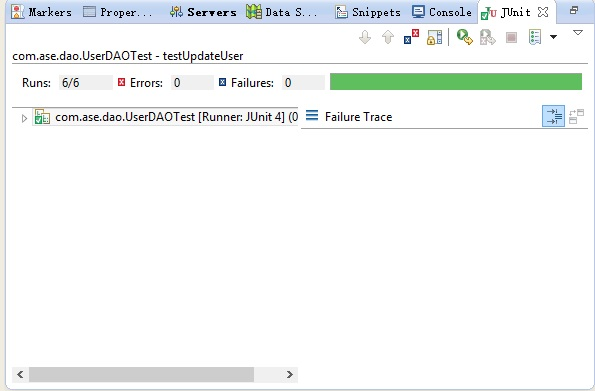 Markers Proper... Servers Data S... Snippets Console JUnit
com.ase.dao.UserDAOTest - testUpdateUser
Runs: 6/6 Errors: 0 Failures: 0
com.ase.dao.UserDAOTest [Runner: JUnit 4] (0 Failure Trace